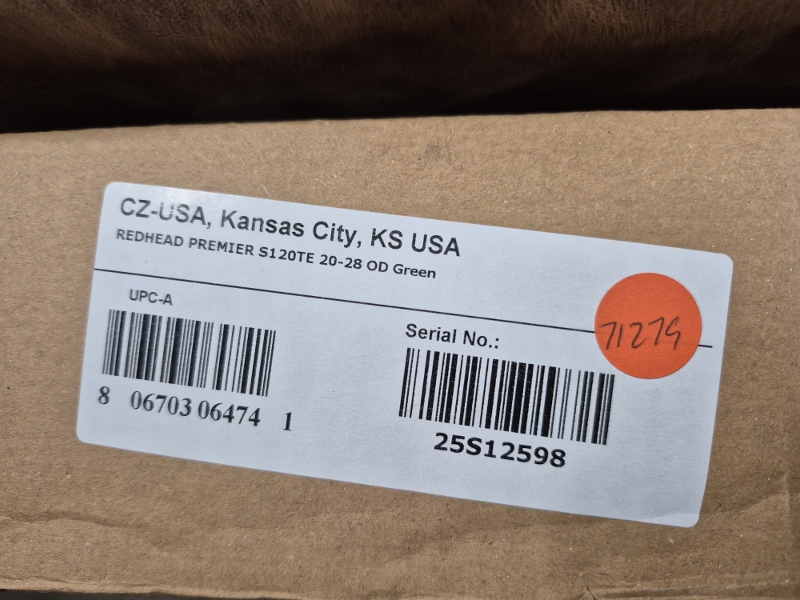 CZ-USA, Kansas City, KS USA
REDHEAD PREMIER S120TE 20-28 OD Green
UPC-A
8 06703 06474 1
Serial No.:
25S12598
71279